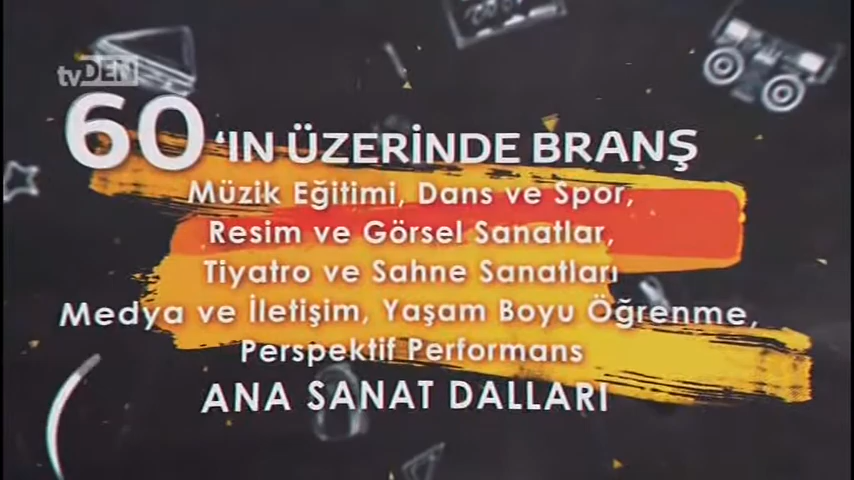 tvDEN
60'IN ÜZERİNDE BRANŞ
Müzik Eğitimi, Dans ve Spor,
Resim ve Görsel Sanatlar,
Tiyatro ve Sahne Sanatları
Medya ve İletişim, Yaşam Boyu Öğrenme,
Perspektif Performans
ANA SANAT DALLARI